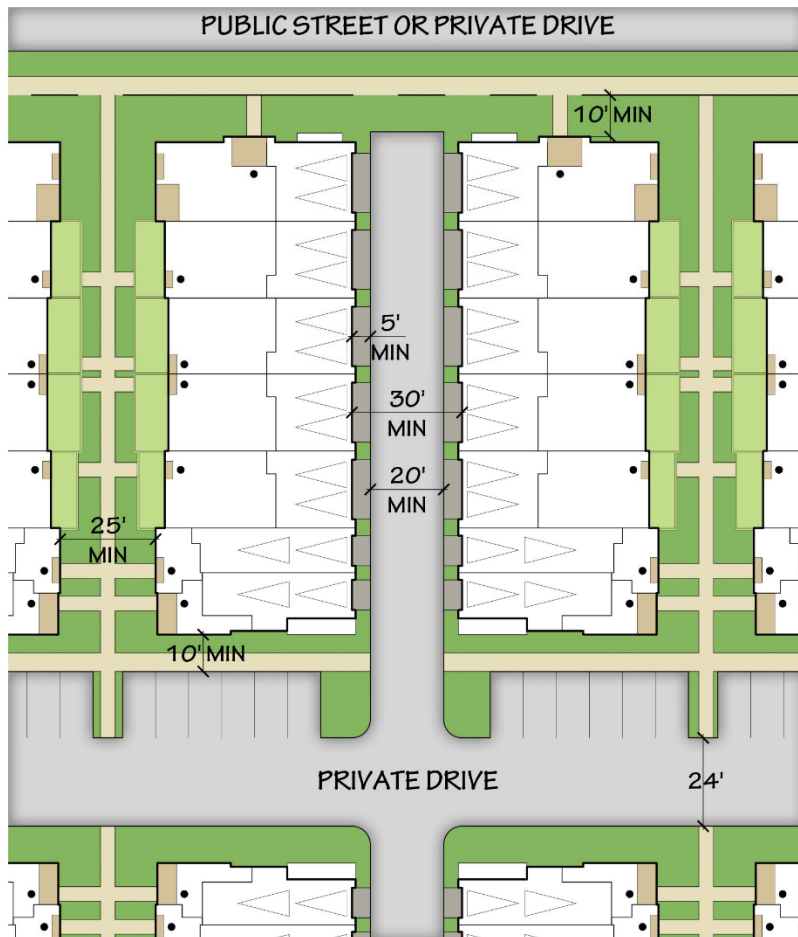 PUBLIC STREET OR PRIVATE DRIVE
10' MIN
5'
MIN
30'
MIN
20'
MIN
25'
MIN
10' MIN
PRIVATE DRIVE
24'